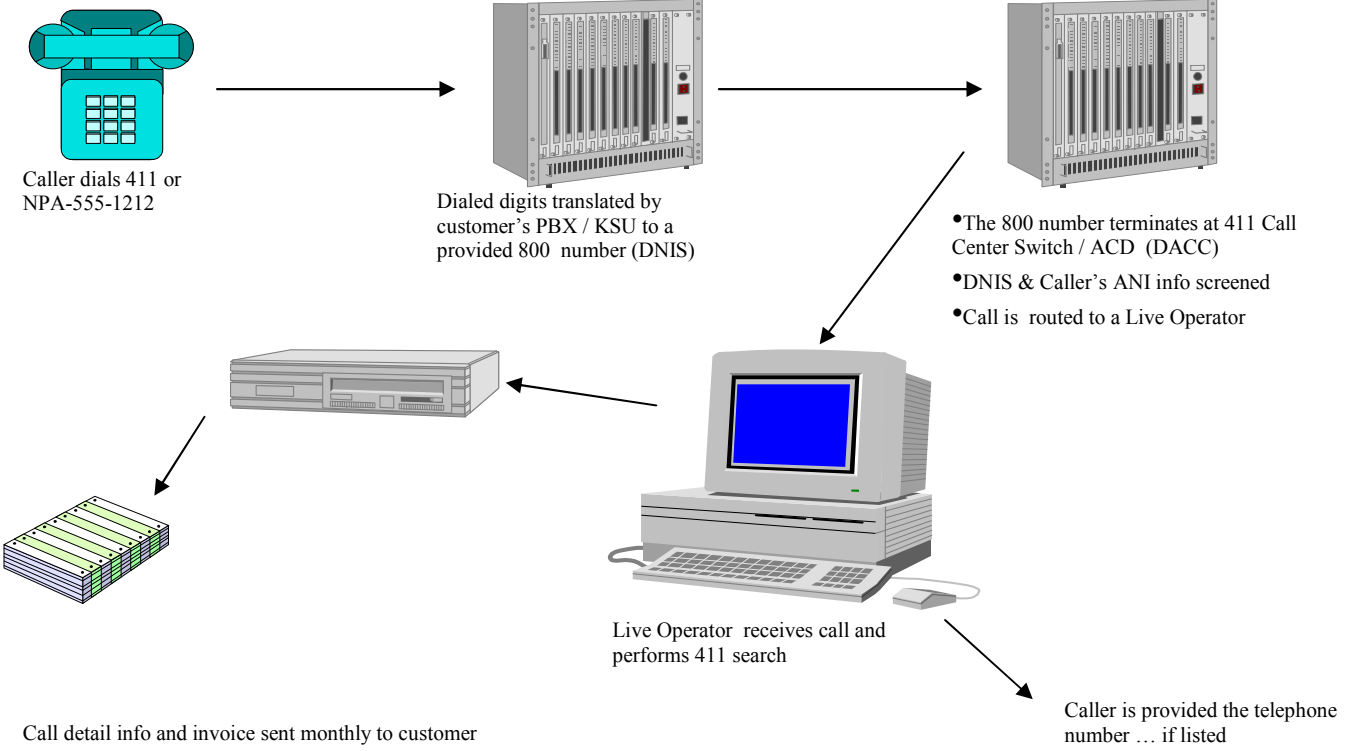 Caller dials 411 or
NPA-555-1212
Dialed digits translated by
customer’s PBX / KSU to a
provided 800  number (DNIS)
•The 800 number terminates at 411 Call
Center Switch / ACD  (DACC)
•DNIS & Caller’s ANI info screened
•Call is  routed to a Live Operator
Live Operator  receives call and
performs 411 search
Caller is provided the telephone
number … if listed
Call detail info and invoice sent monthly to customer